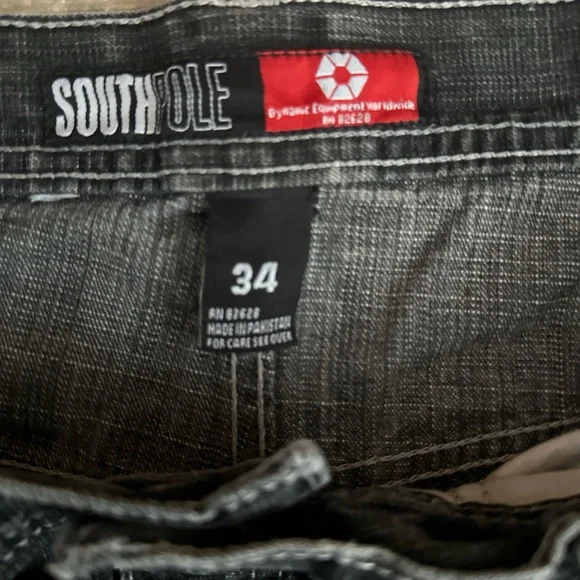 SOUTHPOLE
Dynamic Equipment Worldwide
RN 82628
34
RN 82628
MADE IN PAKISTAN
FOR CARE SEE OVER